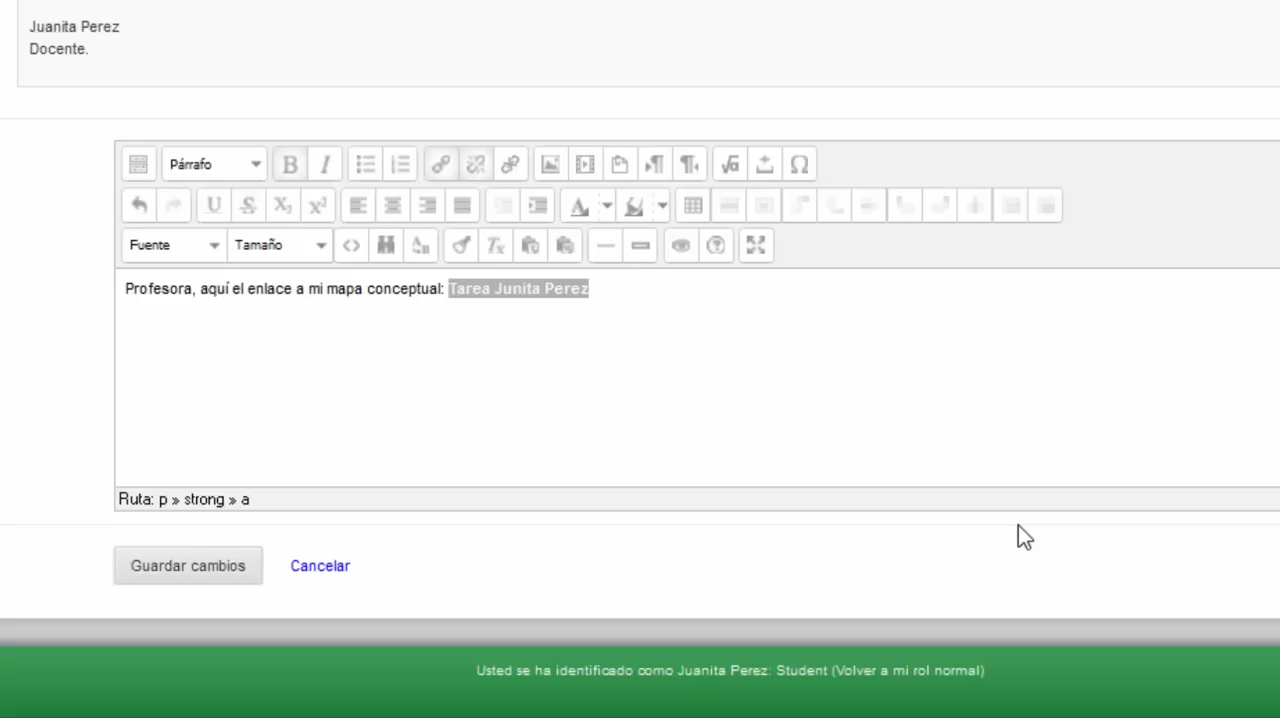 Juanita Perez
Docente.
Párrafo
Fuente Tamaño
Profesora, aquí el enlace a mi mapa conceptual: Tarea Junita Perez
Ruta: p » strong » a
Guardar cambios Cancelar
Usted se ha identificado como Juanita Perez: Student (Volver a mi rol normal)